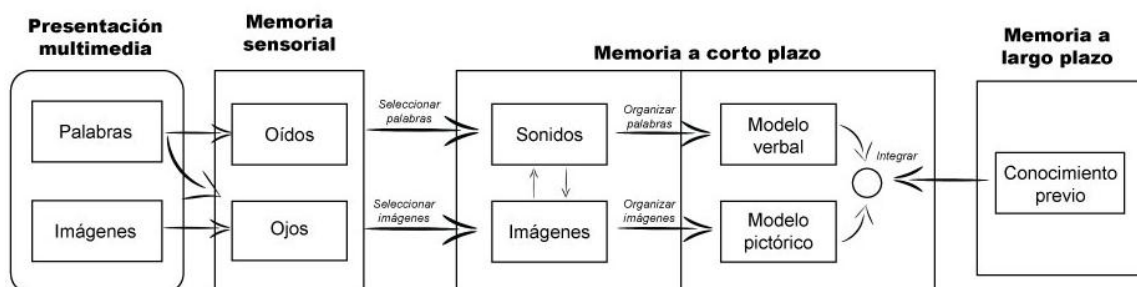 Presentación
multimedia
Palabras
Imágenes
Memoria
sensorial
Oídos
Ojos
Seleccionar
palabras
Seleccionar
imágenes
Memoria a corto plazo
Sonidos
Imágenes
Organizar
palabras
Organizar
imágenes
Modelo
verbal
Modelo
pictórico
Integrar
Memoria a
largo plazo
Conocimiento
previo